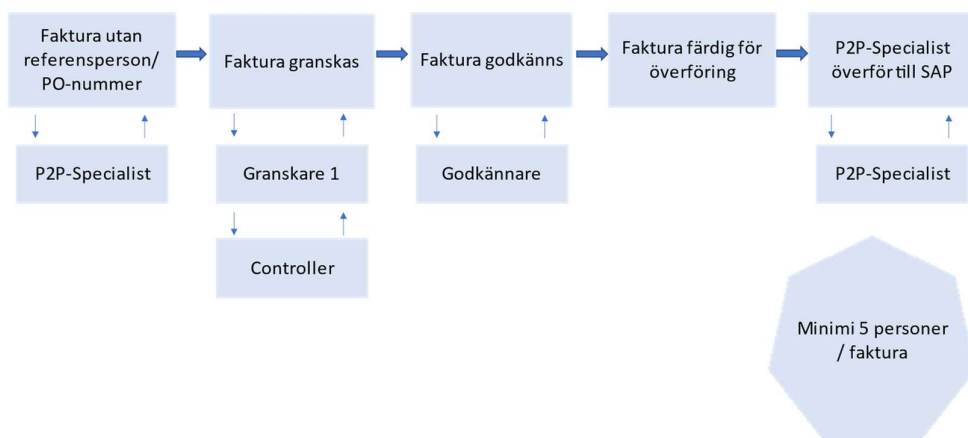 Faktura utan
referensperson/
PO-nummer
Faktura granskas
Faktura godkänns
Faktura färdig för
överföring
P2P-Specialist
överför till SAP
P2P-Specialist
Granskare 1
Godkännare
P2P-Specialist
Controller
Minimi 5 personer
/ faktura